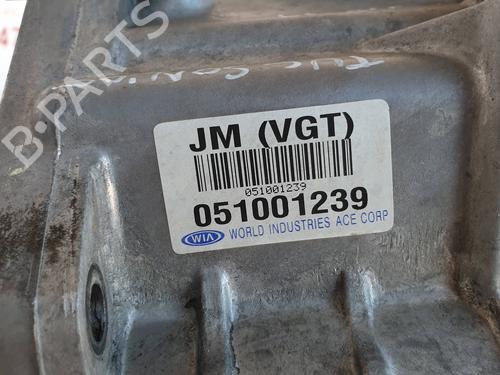 JM (VGT)
051001239
051001239
WIA WORLD INDUSTRIES ACE CORP
B-PARTS